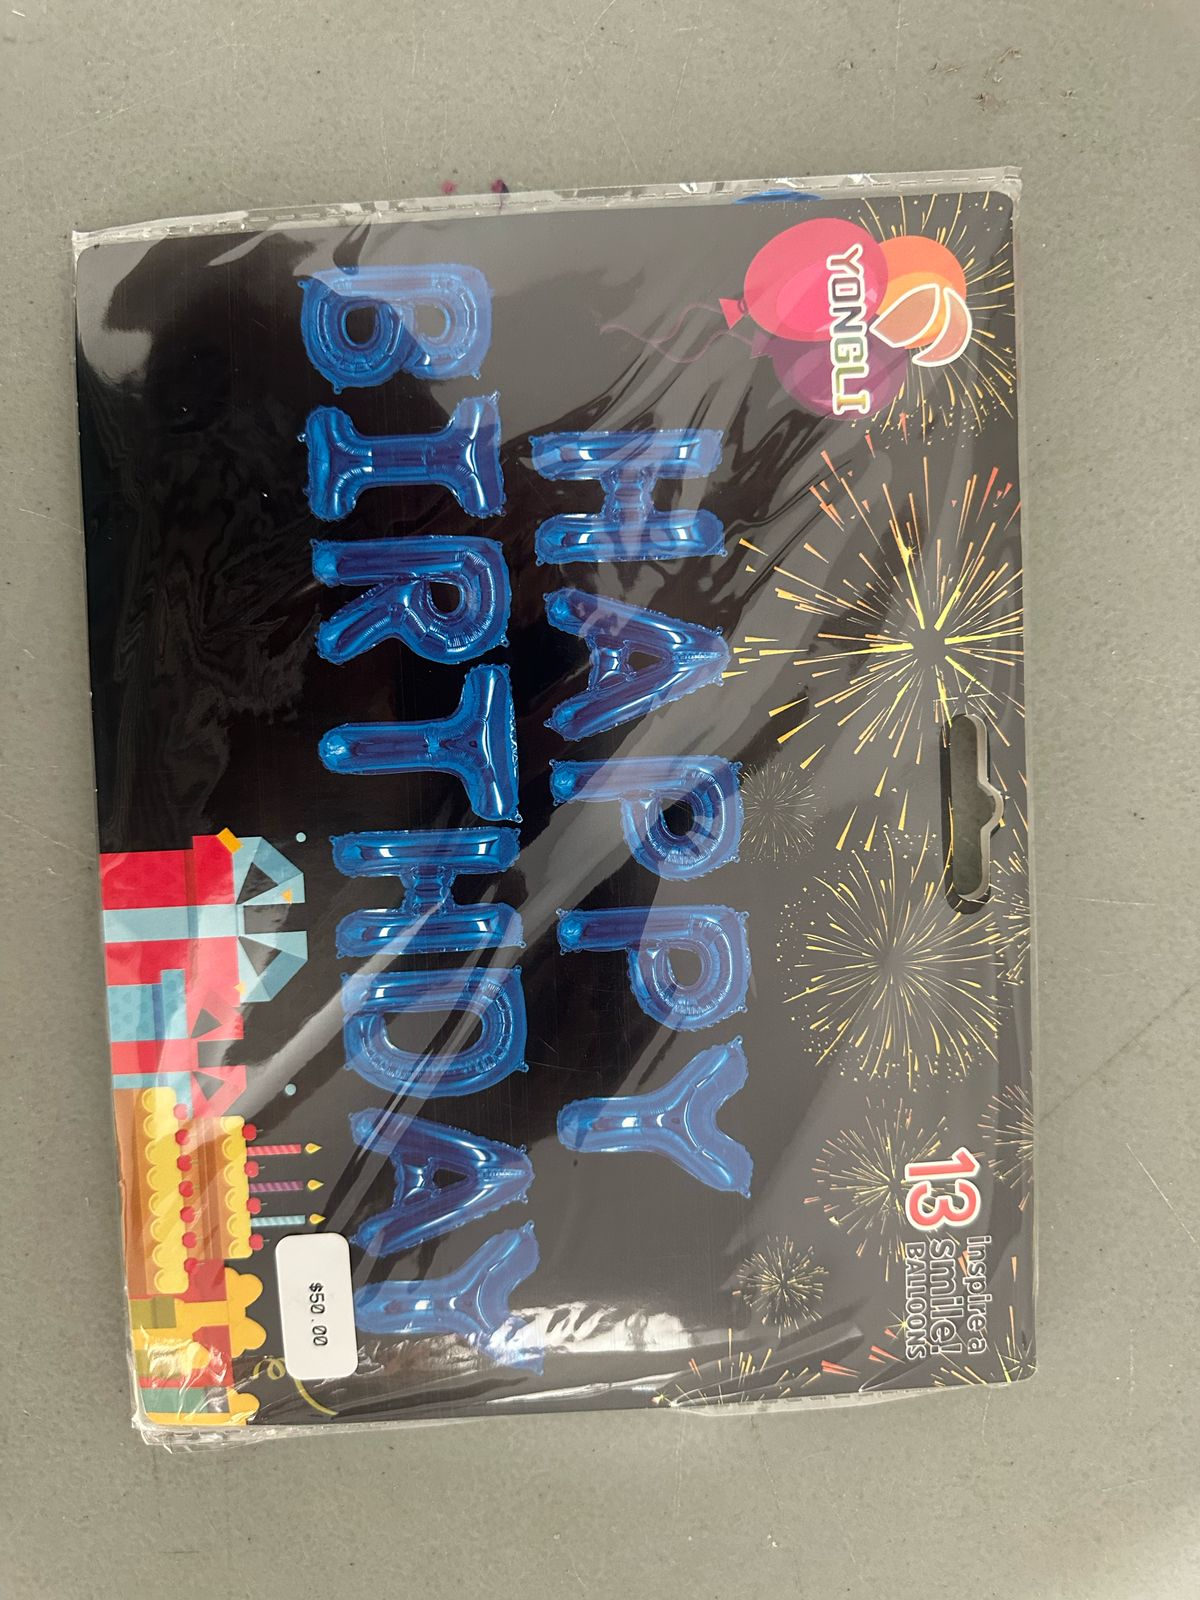 YONGLI
13
inspire a
Smile!
BALLOONS
HAPPY
BIRTHDAY
$50.00